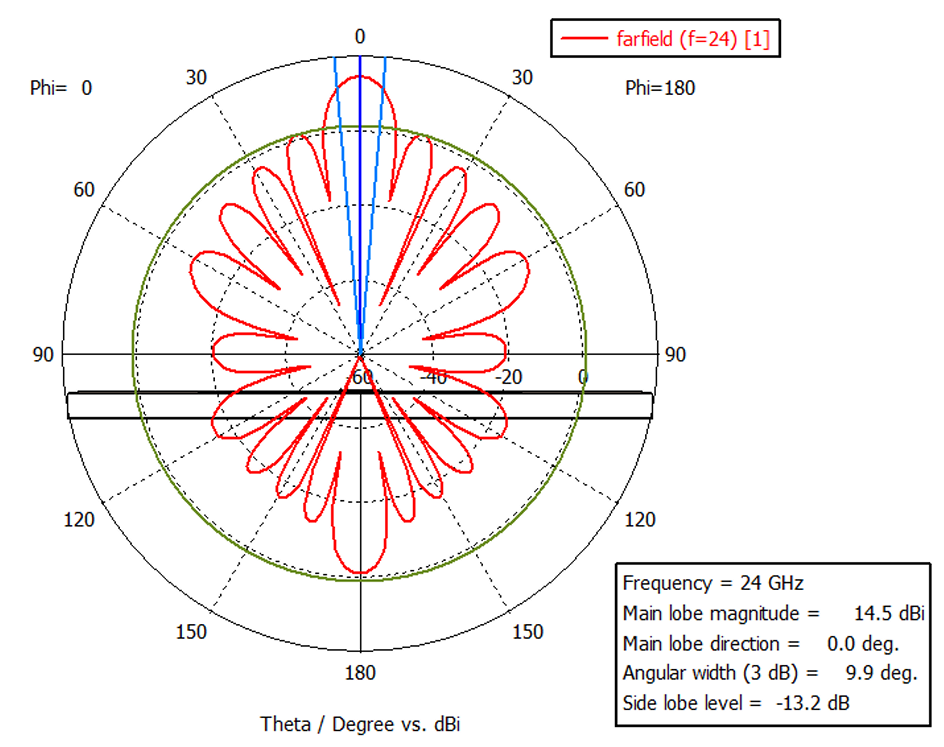 0
farfield (f=24) [1]
Phi= 0
30
30
Phi=180
60
60
90
90
-60
-40
-20
0
120
120
150
150
180
Frequency = 24 GHz
Main lobe magnitude = 14.5 dBi
Main lobe direction = 0.0 deg.
Angular width (3 dB) = 9.9 deg.
Side lobe level = -13.2 dB
Theta / Degree vs. dBi